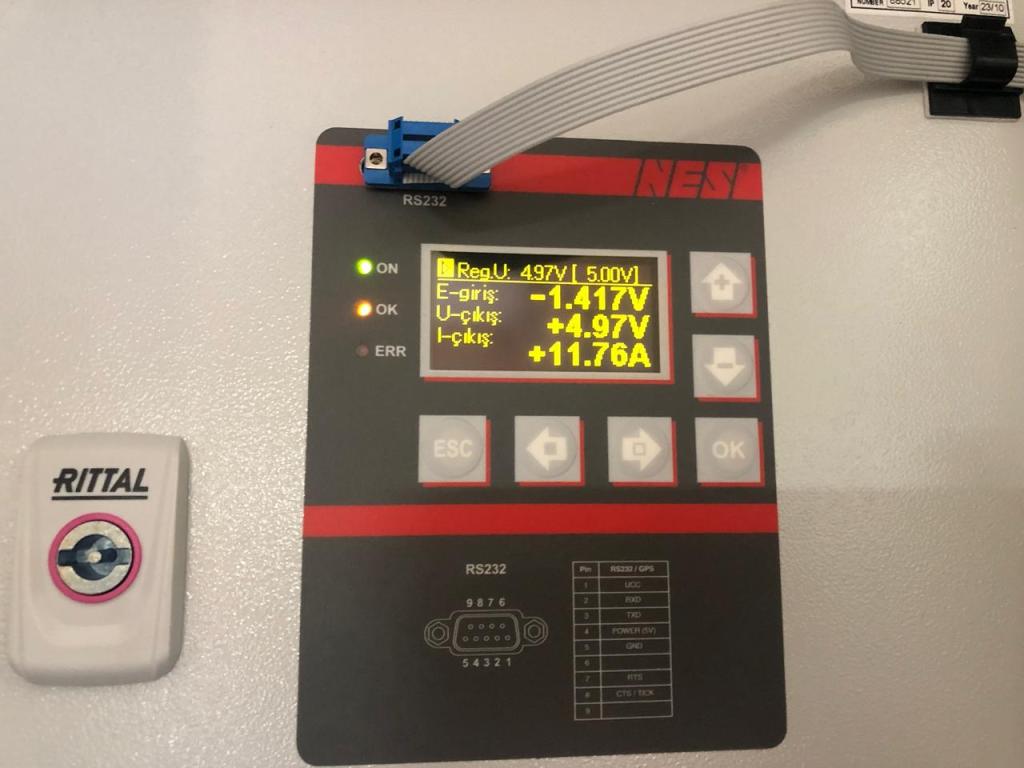 NUMBER 68521 IP 20 Year 23/10
NES®
RS232
ON
OK
ERR
Reg.U: 4.97V [ 5.00V]
E-giriş: -1.417V
U-çıkış: +4.97V
I-çıkış: +11.76A
ESC
OK
RITTAL
RS232
9 8 7 6
5 4 3 2 1
Pin RS232 / GPS
1 UCC
2 RXD
3 TXD
4 POWER (5V)
5 GND
6
7 RTS
8 CTS / TICK
9